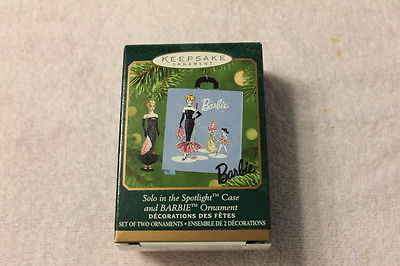 KEEPSAKE
ORNAMENT
Barbie
Barbie
Solo in the Spotlight™ Case
and BARBIE™ Ornament
DÉCORATIONS DES FÊTES
SET OF TWO ORNAMENTS • ENSEMBLE DE 2 DÉCORATIONS